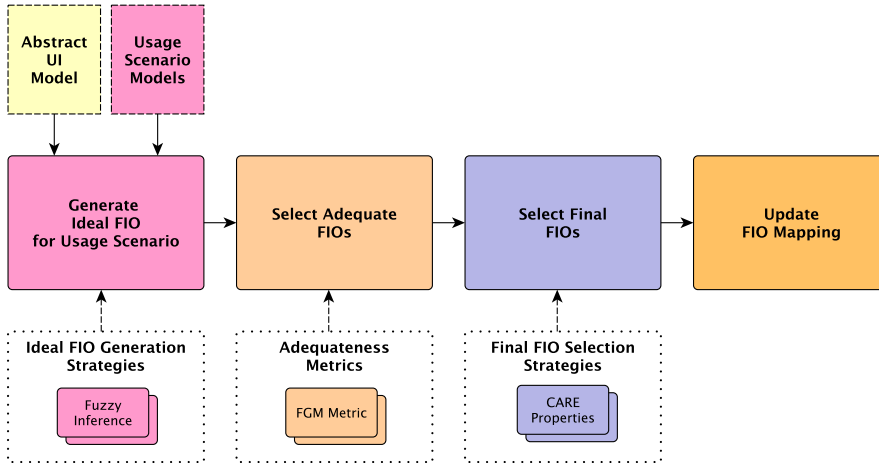 Abstract
UI
Model
Usage
Scenario
Models
Generate
Ideal FIO
for Usage Scenario
Select Adequate
FIOs
Select Final
FIOs
Update
FIO Mapping
Ideal FIO Generation
Strategies
Fuzzy
Inference
Adequateness
Metrics
FGM Metric
Final FIO Selection
Strategies
CARE
Properties